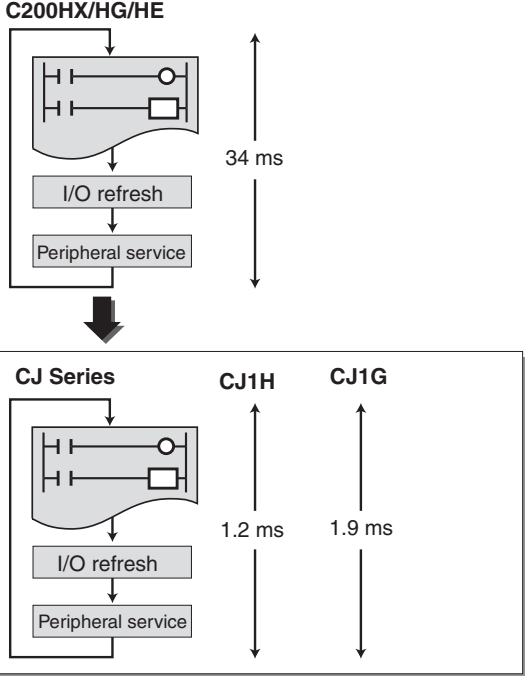 C200HX/HG/HE
34 ms
I/O refresh
Peripheral service
CJ Series
CJ1H
CJ1G
1.2 ms
1.9 ms
I/O refresh
Peripheral service